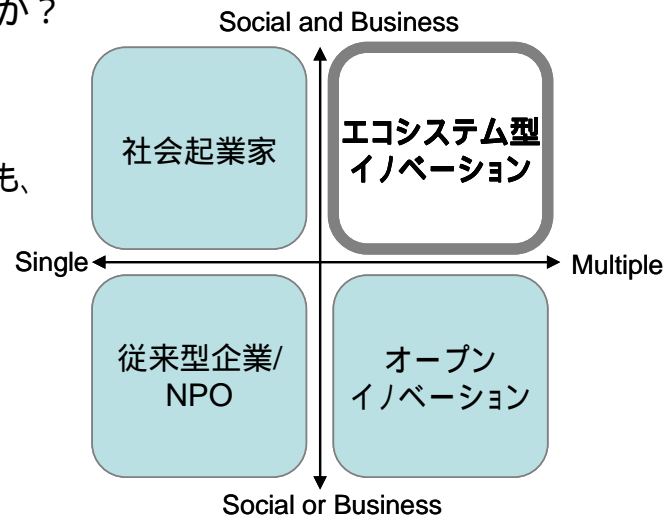 か？
Social and Business
社会起業家
エコシステム型
イノベーション
も、
Single
Multiple
従来型企業/
NPO
オープン
イノベーション
Social or Business